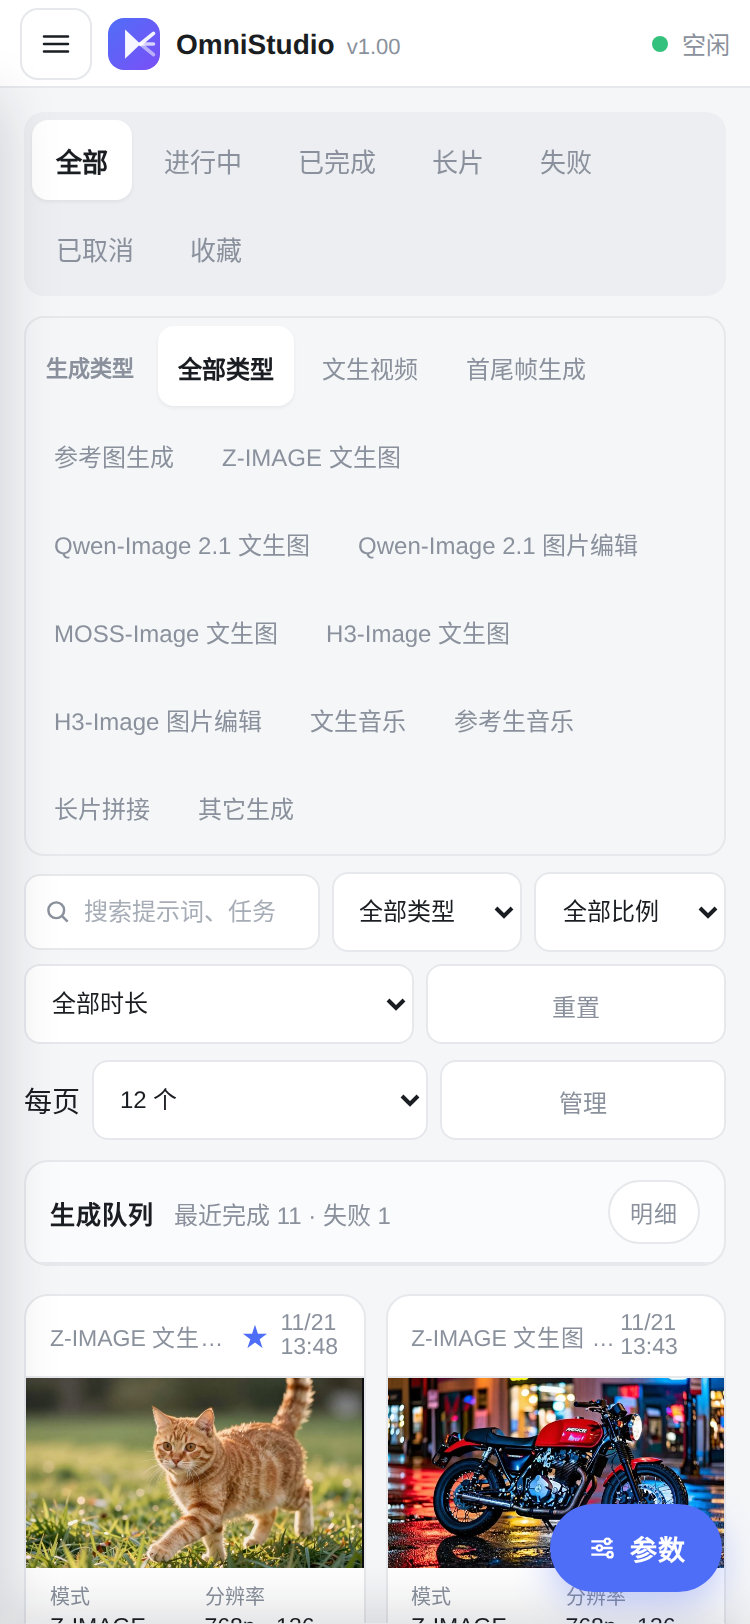 OmniStudio v1.00 空闲
全部 进行中 已完成 长片 失败
已取消 收藏
生成类型 全部类型 文生视频 首尾帧生成
参考图生成 Z-IMAGE 文生图
Qwen-Image 2.1 文生图 Qwen-Image 2.1 图片编辑
MOSS-Image 文生图 H3-Image 文生图
H3-Image 图片编辑 文生音乐 参考生音乐
长片拼接 其它生成
搜索提示词、任务 全部类型 全部比例
全部时长 重置
每页 12 个 管理
生成队列 最近完成 11 · 失败 1 明细
Z-IMAGE 文生... ★ 11/21 13:48
Z-IMAGE 文生图 ... 11/21 13:43
参数
模式 分辨率
模式 分辨率